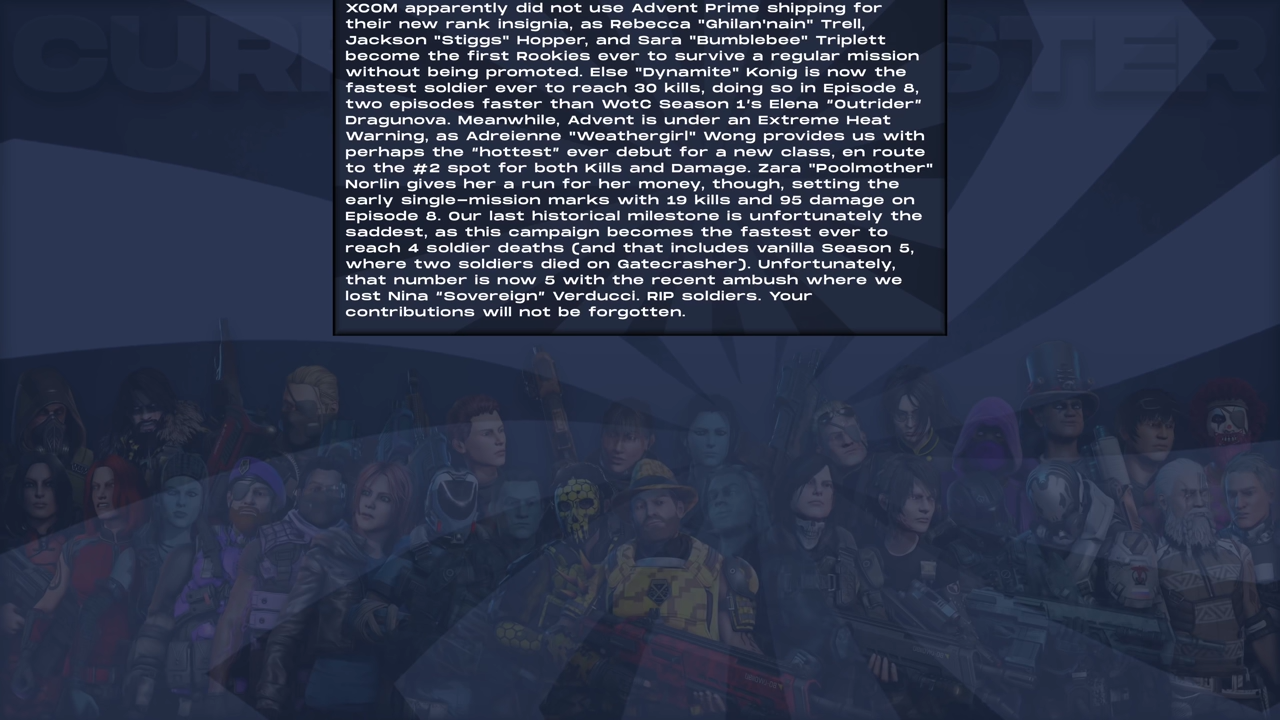 CURR STER
XCOM apparently did not use Advent Prime shipping for
their new rank insignia, as Rebecca "Ghilan'nain" Trell,
Jackson "Stiggs" Hopper, and Sara "Bumblebee" Triplett
become the first Rookies ever to survive a regular mission
without being promoted. Else "Dynamite" Konig is now the
fastest soldier ever to reach 30 kills, doing so in Episode 8,
two episodes faster than WotC Season 1's Elena "Outrider"
Dragunova. Meanwhile, Advent is under an Extreme Heat
Warning, as Adreienne "Weathergirl" Wong provides us with
perhaps the "hottest" ever debut for a new class, en route
to the #2 spot for both Kills and Damage. Zara "Poolmother"
Norlin gives her a run for her money, though, setting the
early single-mission marks with 19 kills and 95 damage on
Episode 8. Our last historical milestone is unfortunately the
saddest, as this campaign becomes the fastest ever to
reach 4 soldier deaths (and that includes vanilla Season 5,
where two soldiers died on Gatecrasher). Unfortunately,
that number is now 5 with the recent ambush where we
lost Nina "Sovereign" Verducci. RIP soldiers. Your
contributions will not be forgotten.